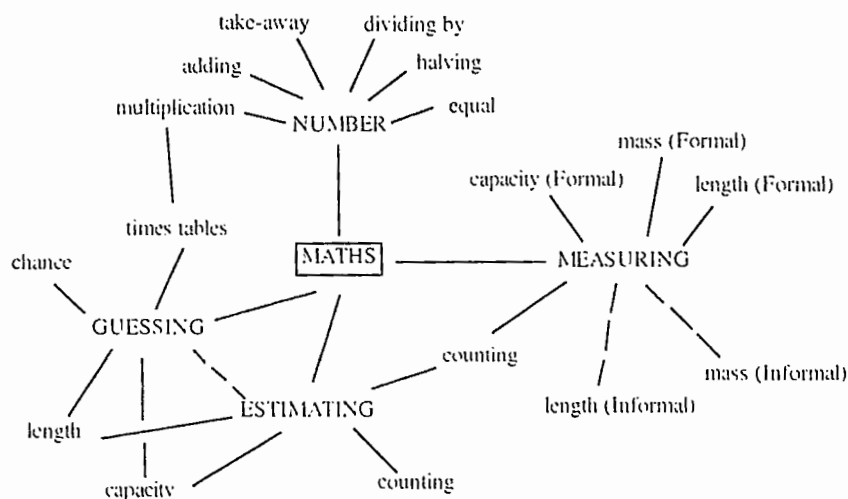 take-away
dividing by
adding
halving
multiplication
NUMBER
equal
mass (Formal)
capacity (Formal)
length (Formal)
times tables
chance
MATHS
MEASURING
GUESSING
counting
mass (Informal)
ESTIMATING
length (Informal)
length
capacity
counting